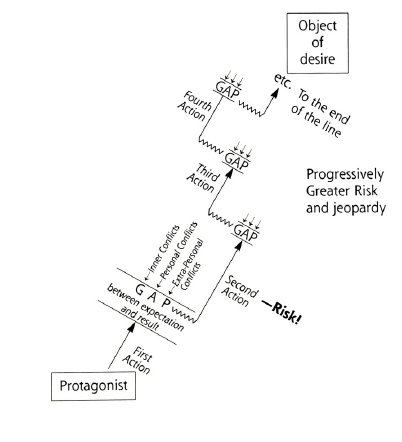 Object
of
desire
etc. To the end
of the line
GAP
Fourth
Action
GAP
Third
Action
Progressively
Greater Risk
and jeopardy
GAP
Inner Conflicts
Personal Conflicts
Extra-Personal
Conflicts
G A P
between expectation
and result
Second
Action
—Risk!
First
Action
Protagonist